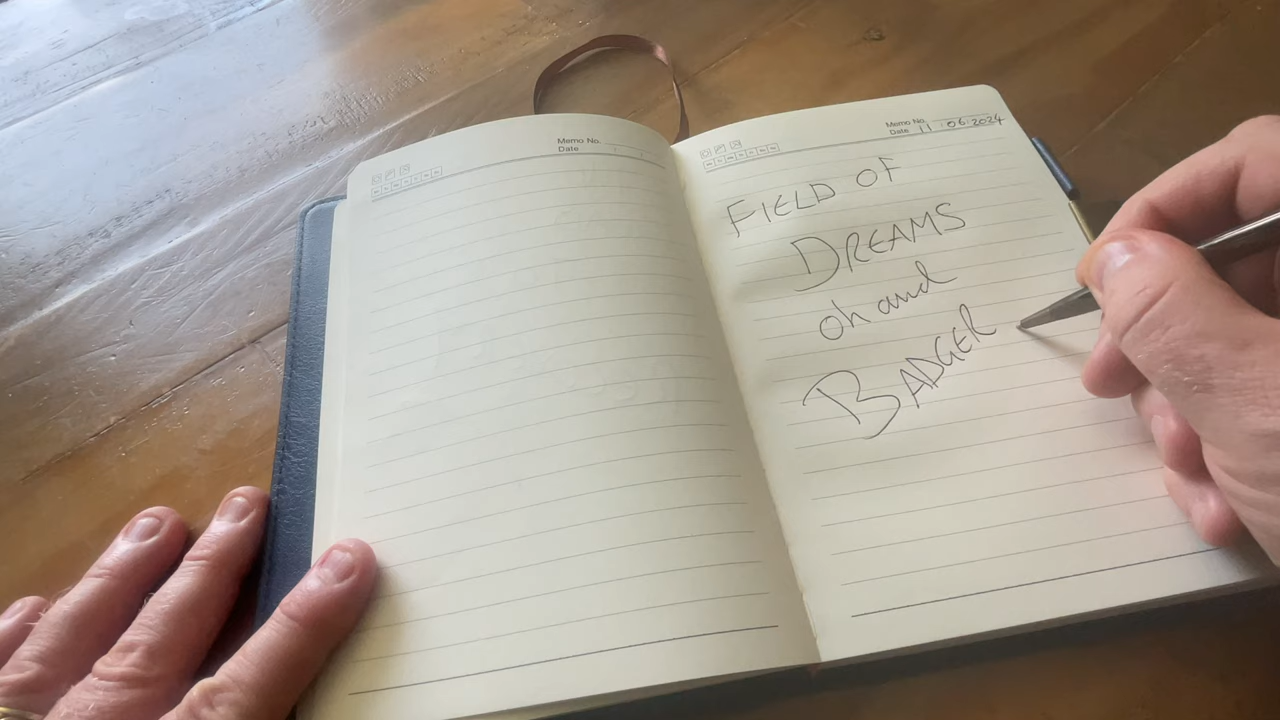 Memo No.
Date
Memo No.
Date 11 . 06 . 2024
FIELD OF
DREAMS
oh and
BADGER